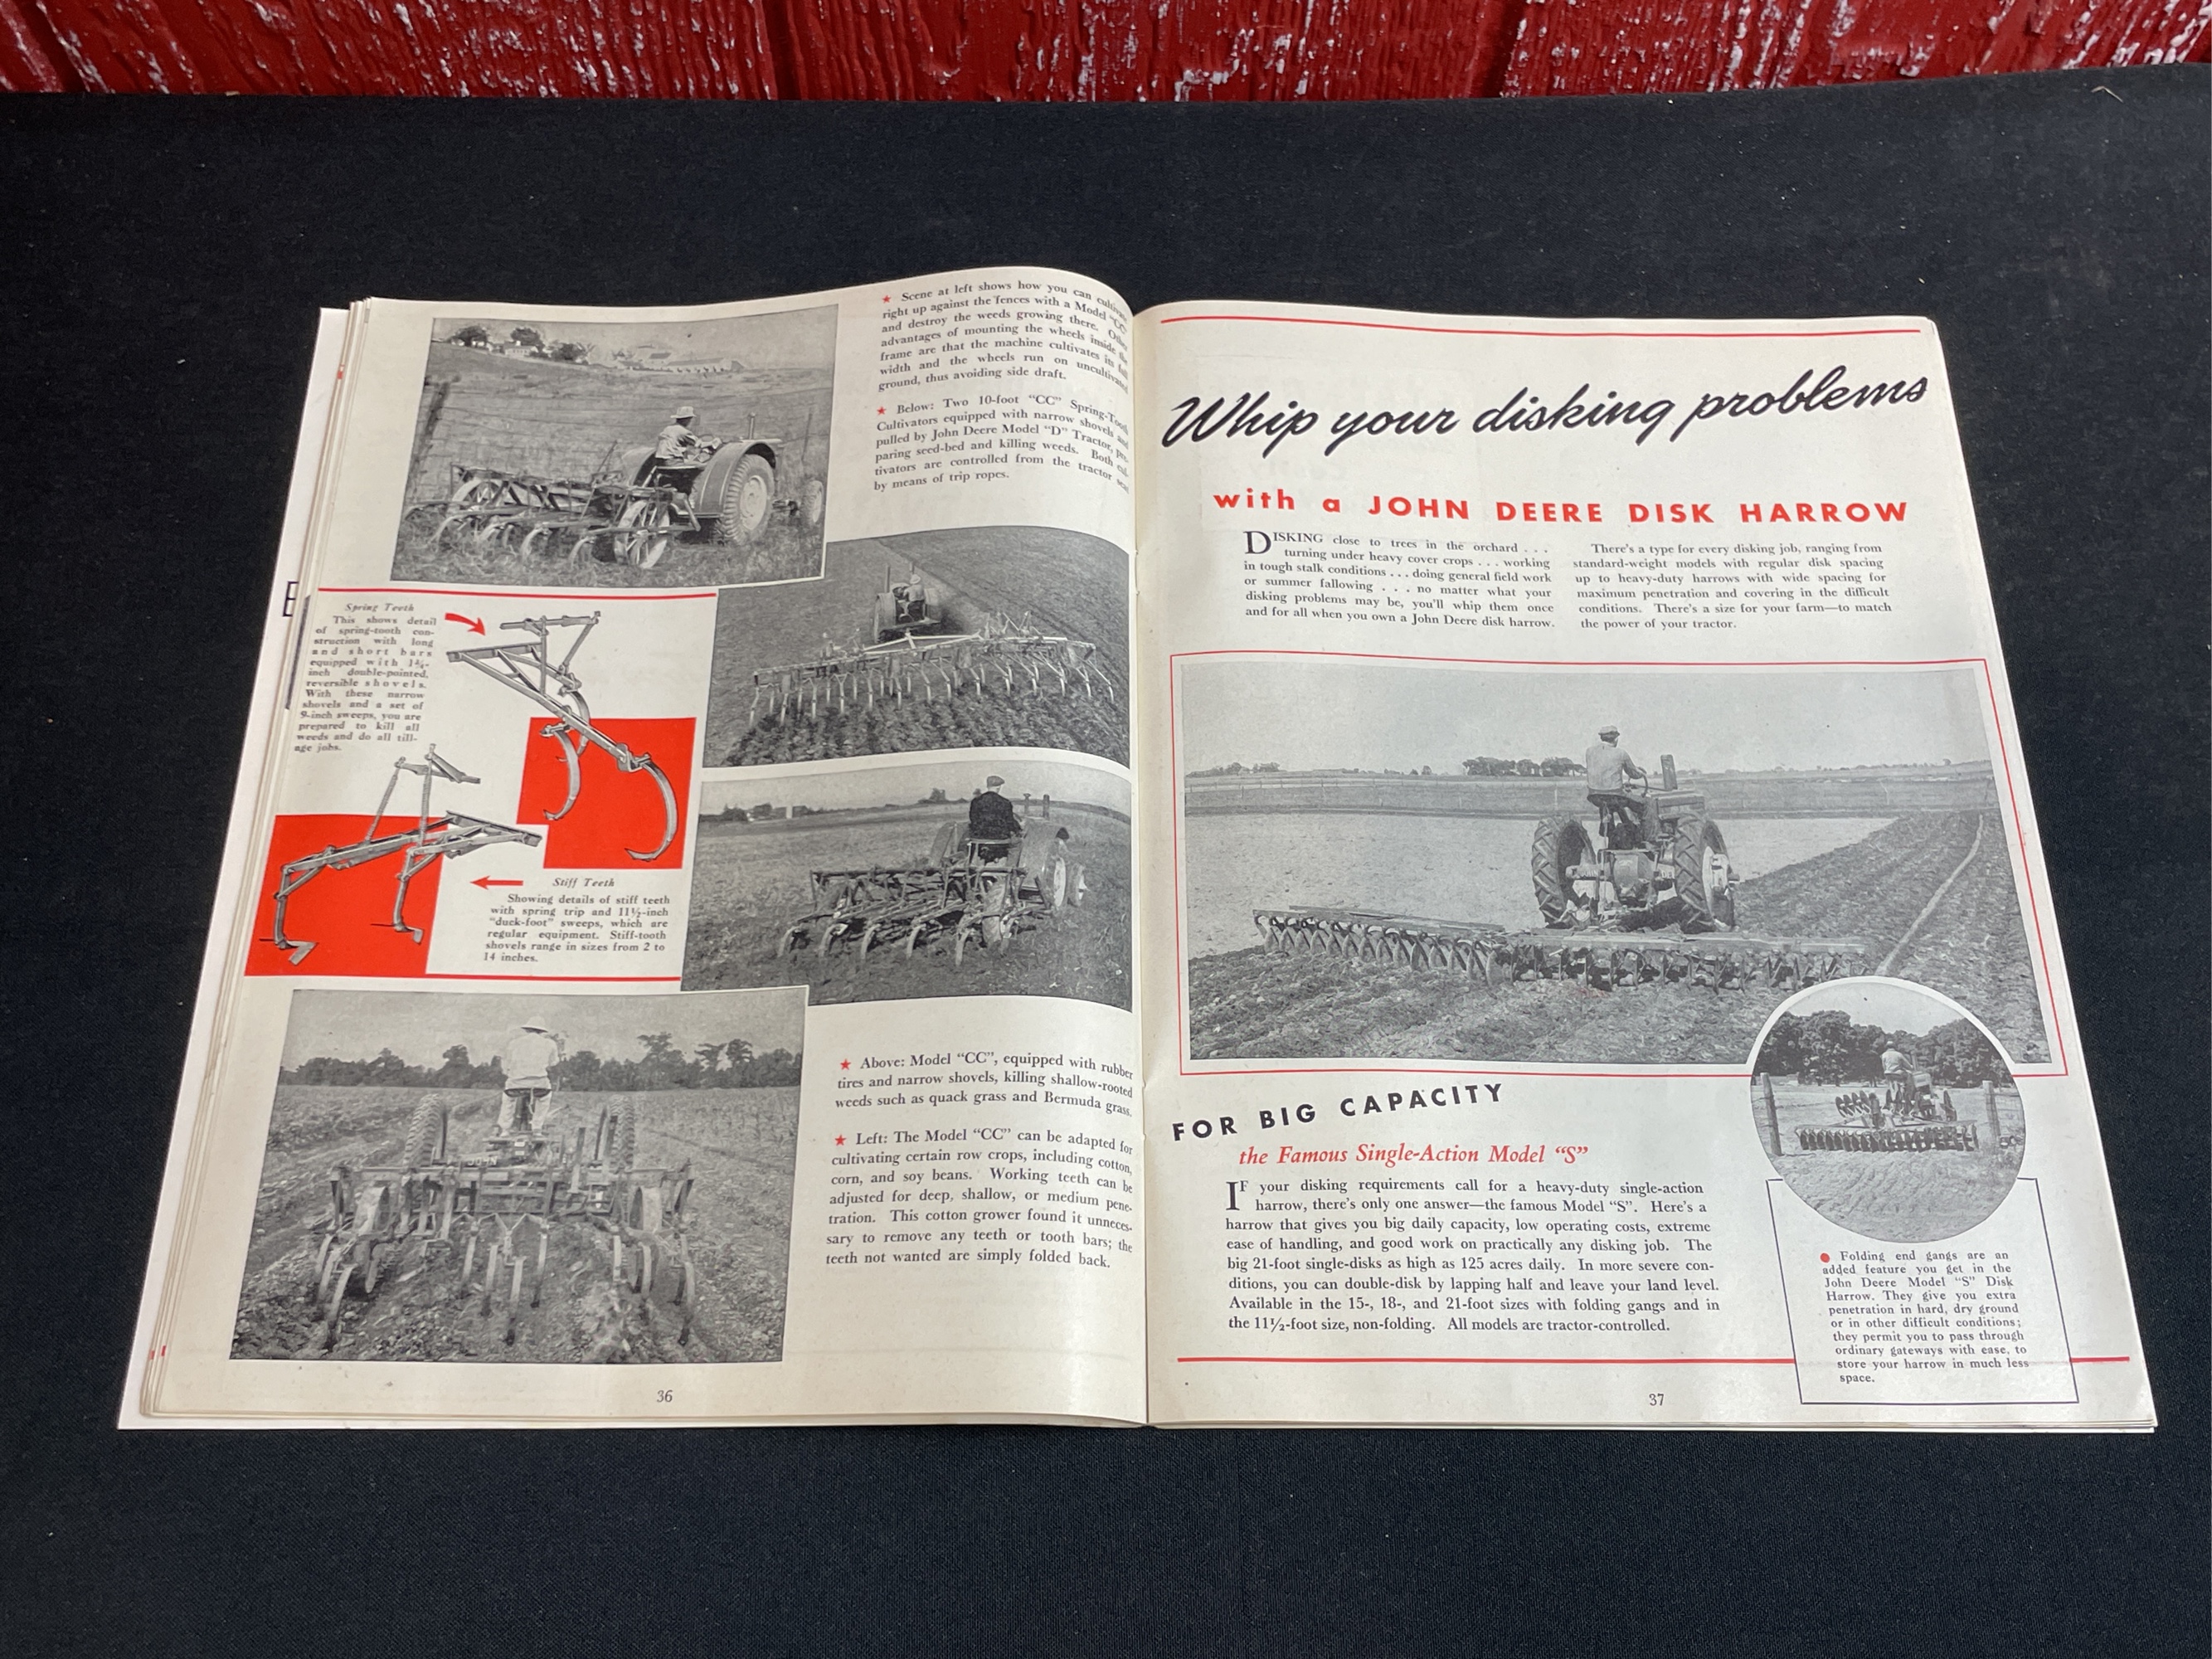 ★ Scene at left shows how you can cultivate
right up against the fences with a Model "CC"
and destroy the weeds growing there. Other
advantages of mounting the wheels inside the
frame are that the machine cultivates its full
width and the wheels run on uncultivated
ground, thus avoiding side draft.
★ Below: Two 10-foot "CC" Spring-Tooth
Cultivators equipped with narrow shovels and
pulled by John Deere Model "D" Tractor, pre-
paring seed-bed and killing weeds. Both cul-
tivators are controlled from the tractor seat
by means of trip ropes.
Spring Teeth
This shows detail
of spring-tooth con-
struction with long
and short bars
equipped with 1¾-
inch double-pointed,
reversible shovels.
With these narrow
shovels and a set of
9-inch sweeps, you are
prepared to kill all
weeds and do all till-
age jobs.
Stiff Teeth
Showing details of stiff teeth
with spring trip and 11½-inch
"duck-foot" sweeps, which are
regular equipment. Stiff-tooth
shovels range in sizes from 2 to
14 inches.
★ Above: Model "CC", equipped with rubber
tires and narrow shovels, killing shallow-rooted
weeds such as quack grass and Bermuda grass.
★ Left: The Model "CC" can be adapted for
cultivating certain row crops, including cotton,
corn, and soy beans. Working teeth can be
adjusted for deep, shallow, or medium pene-
tration. This cotton grower found it unneces-
sary to remove any teeth or tooth bars; the
teeth not wanted are simply folded back.
36
Whip your disking problems
with a JOHN DEERE DISK HARROW
DISKING close to trees in the orchard . . .
turning under heavy cover crops . . . working
in tough stalk conditions . . . doing general field work
or summer fallowing . . . no matter what your
disking problems may be, you'll whip them once
and for all when you own a John Deere disk harrow.
There's a type for every disking job, ranging from
standard-weight models with regular disk spacing
up to heavy-duty harrows with wide spacing for
maximum penetration and covering in the difficult
conditions. There's a size for your farm—to match
the power of your tractor.
FOR BIG CAPACITY
the Famous Single-Action Model "S"
IF your disking requirements call for a heavy-duty single-action
harrow, there's only one answer—the famous Model "S". Here's a
harrow that gives you big daily capacity, low operating costs, extreme
ease of handling, and good work on practically any disking job. The
big 21-foot single-disks as high as 125 acres daily. In more severe con-
ditions, you can double-disk by lapping half and leave your land level.
Available in the 15-, 18-, and 21-foot sizes with folding gangs and in
the 11½-foot size, non-folding. All models are tractor-controlled.
● Folding end gangs are an
added feature you get in the
John Deere Model "S" Disk
Harrow. They give you extra
penetration in hard, dry ground
or in other difficult conditions;
they permit you to pass through
ordinary gateways with ease, to
store your harrow in much less
space.
37